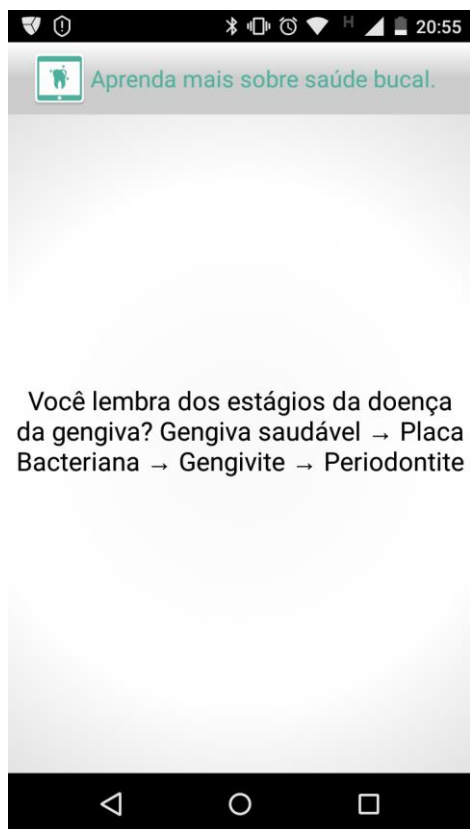 H 20:55
Aprenda mais sobre saúde bucal.
Você lembra dos estágios da doença
da gengiva? Gengiva saudável → Placa
Bacteriana → Gengivite → Periodontite